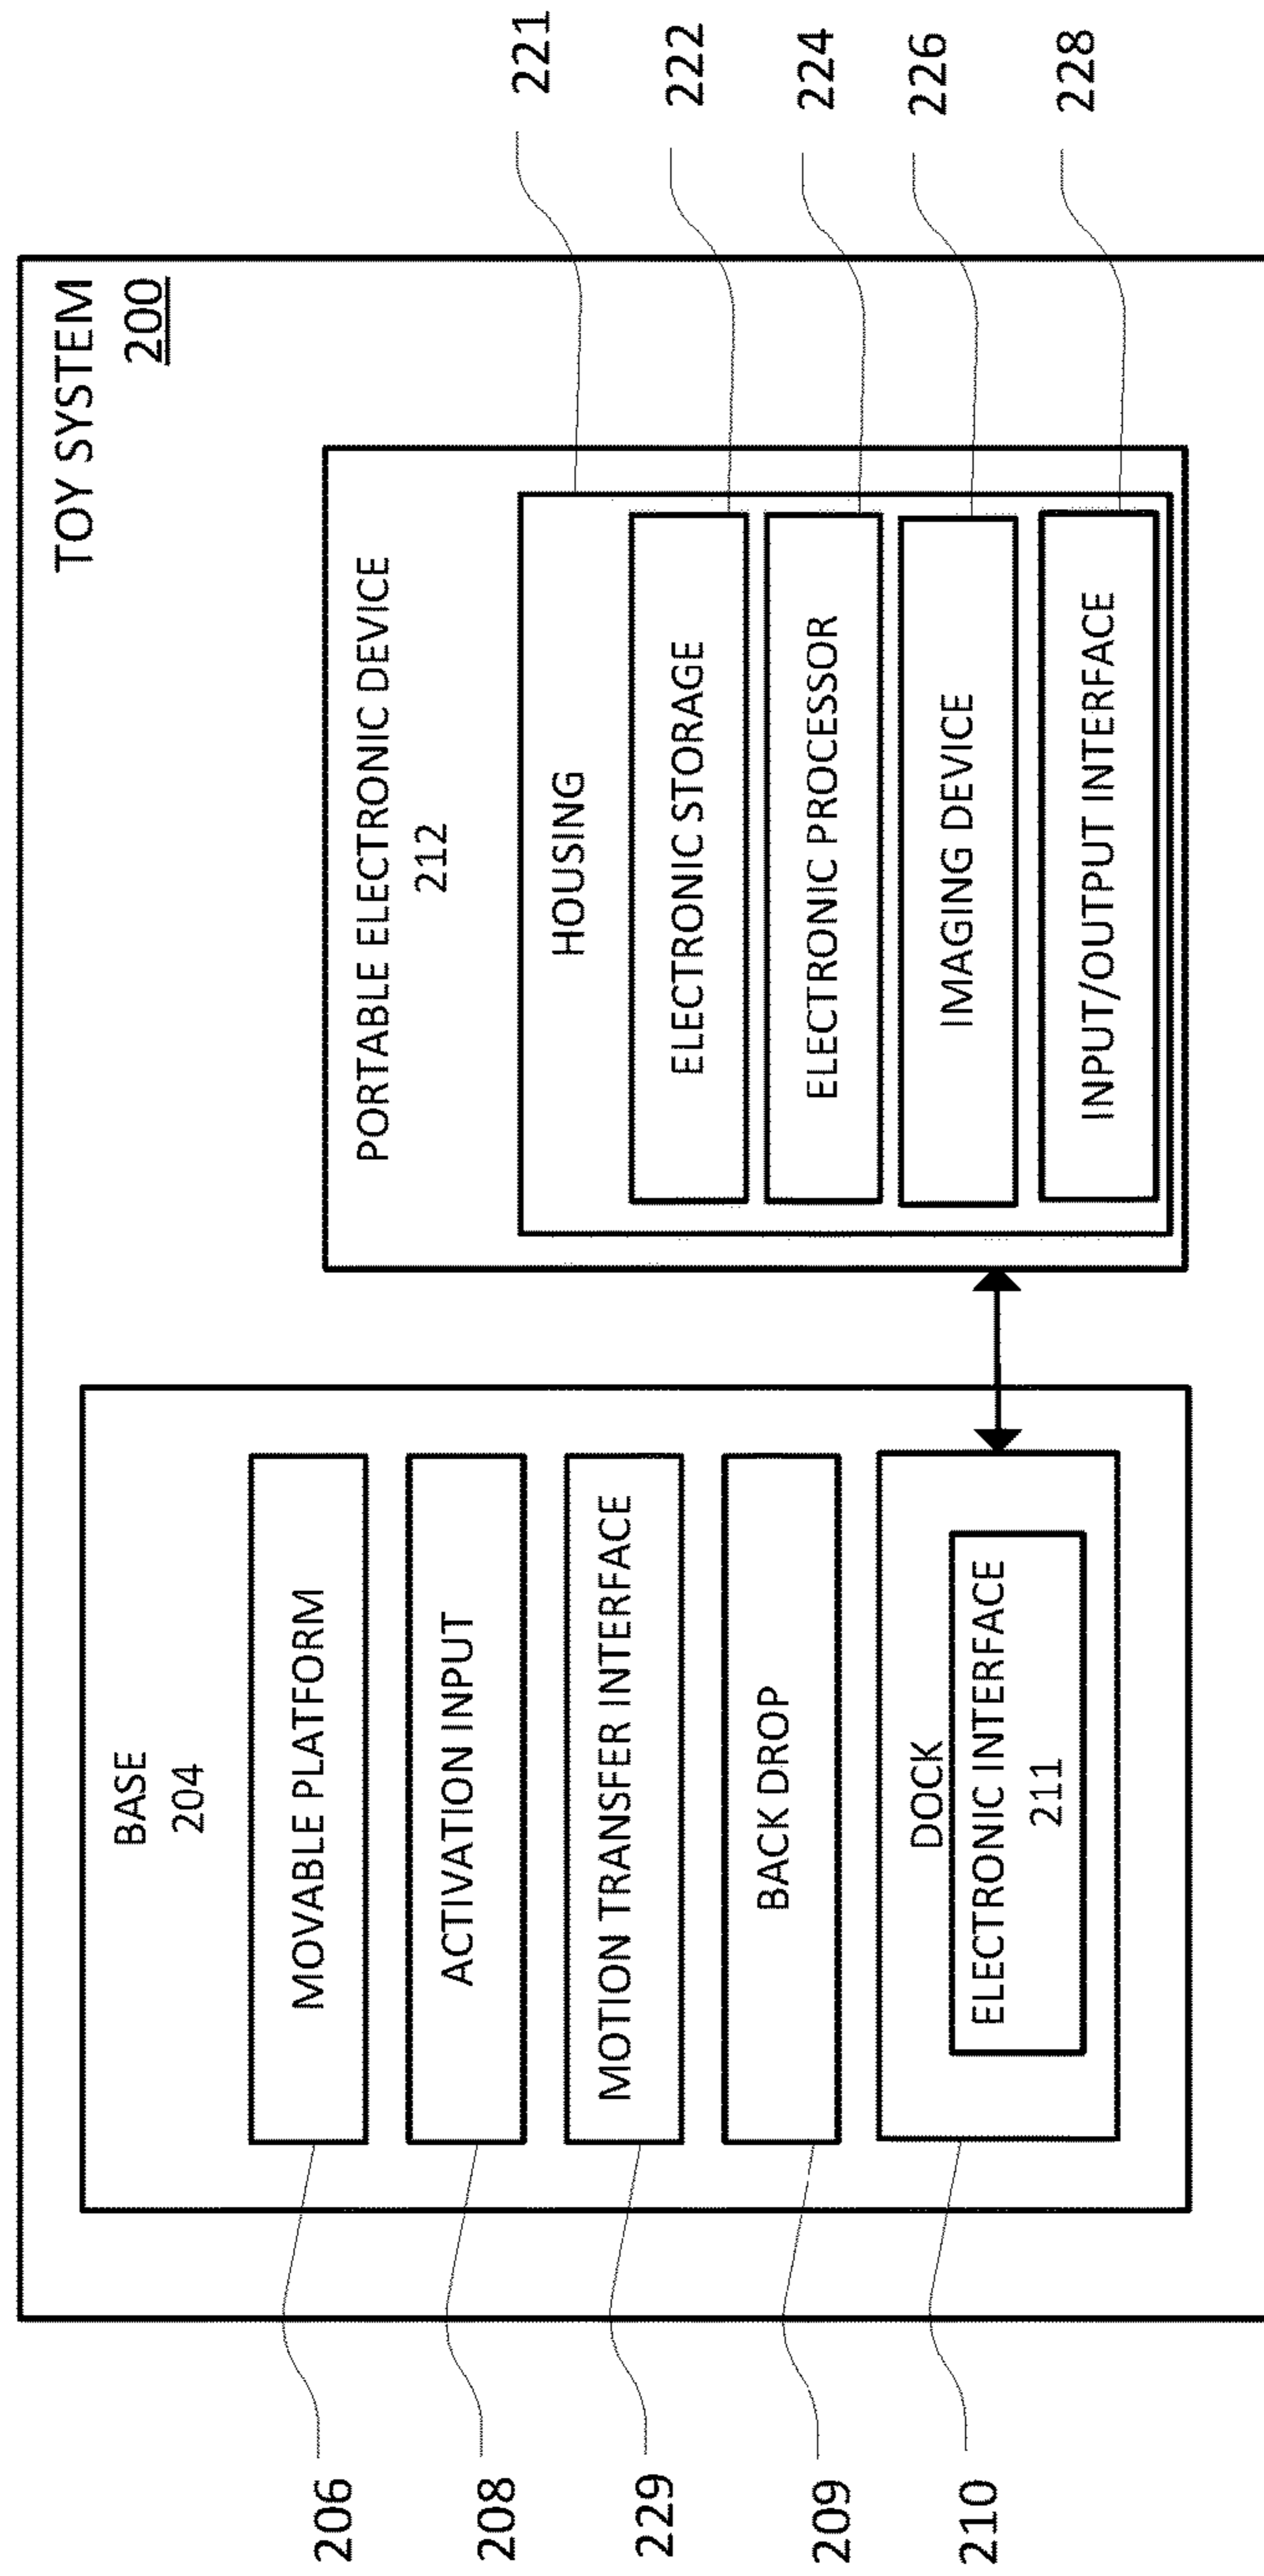 TOY SYSTEM
200
BASE
204
MOVABLE PLATFORM
ACTIVATION INPUT
MOTION TRANSFER INTERFACE
BACK DROP
DOCK
ELECTRONIC INTERFACE
211
206
208
229
209
210
PORTABLE ELECTRONIC DEVICE
212
HOUSING
ELECTRONIC STORAGE
ELECTRONIC PROCESSOR
IMAGING DEVICE
INPUT/OUTPUT INTERFACE
221
222
224
226
228